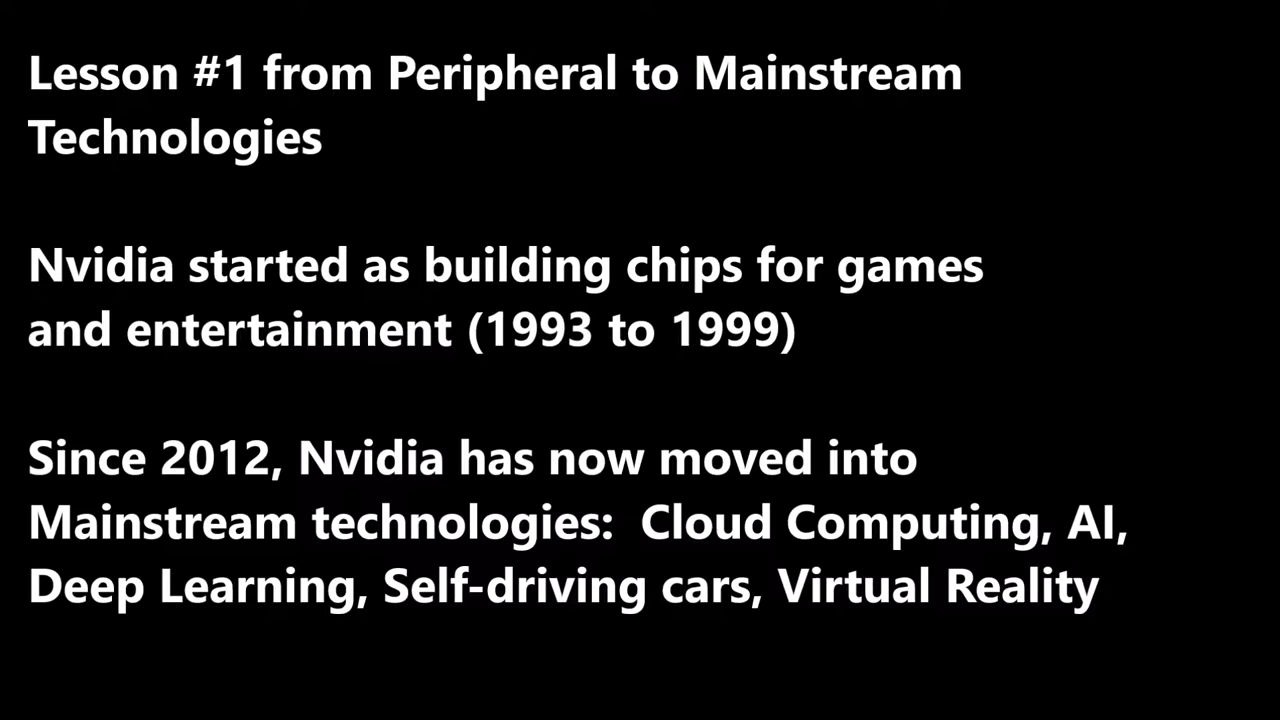 Lesson #1 from Peripheral to Mainstream
Technologies
Nvidia started as building chips for games
and entertainment (1993 to 1999)
Since 2012, Nvidia has now moved into
Mainstream technologies:  Cloud Computing, AI,
Deep Learning, Self-driving cars, Virtual Reality